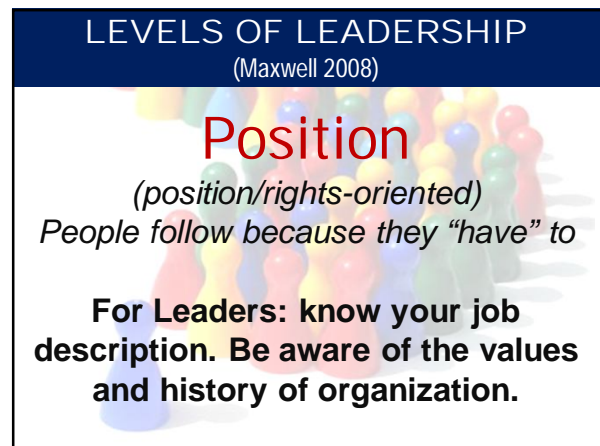 LEVELS OF LEADERSHIP
(Maxwell 2008)
Position
(position/rights-oriented)
People follow because they “have” to
For Leaders: know your job
description. Be aware of the values
and history of organization.